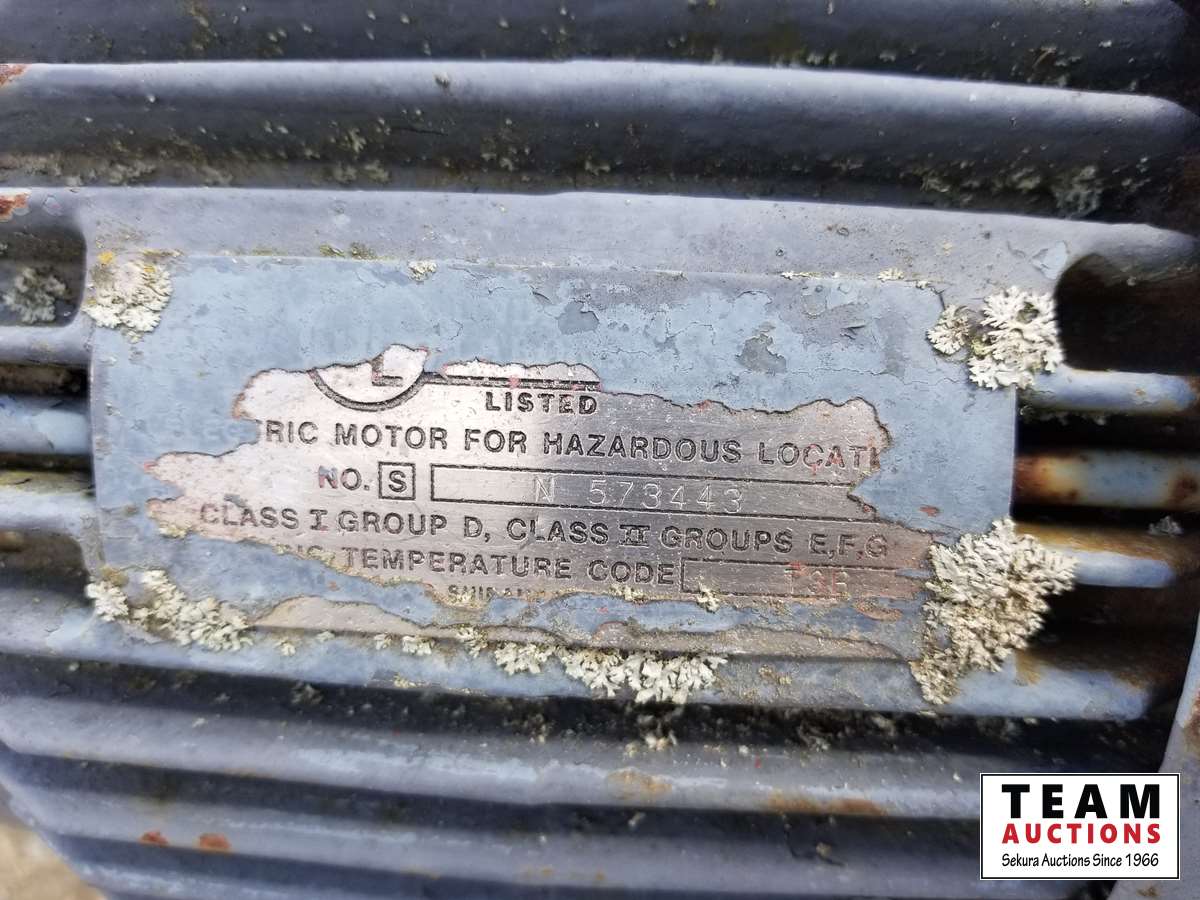 L
LISTED
RIC MOTOR FOR HAZARDOUS LOCATI
NO. S N 573443
CLASS I GROUP D, CLASS II GROUPS E,F,G
TEMPERATURE CODE T3B
TEAM
AUCTIONS
Sekura Auctions Since 1966